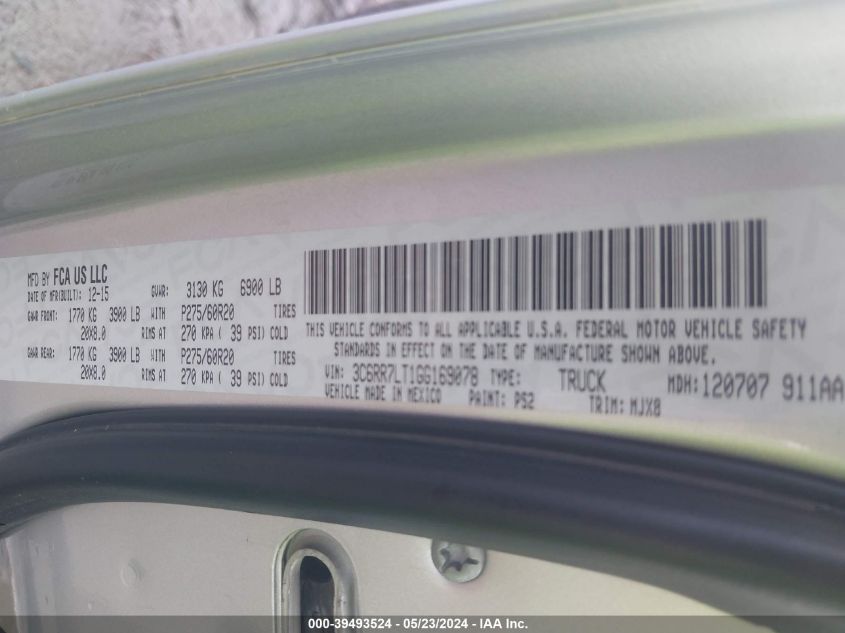 MFD BY FCA US LLC
DATE OF MFR(BUILT): 12-15 GVWR: 3130 KG 6900 LB
GAWR FRONT: 1770 KG 3900 LB WITH P275/60R20 TIRES
20X8.0 RIMS AT 270 KPA ( 39 PSI) COLD
GAWR REAR: 1770 KG 3900 LB WITH P275/60R20 TIRES
20X8.0 RIMS AT 270 KPA ( 39 PSI) COLD
THIS VEHICLE CONFORMS TO ALL APPLICABLE U.S.A. FEDERAL MOTOR VEHICLE SAFETY
STANDARDS IN EFFECT ON THE DATE OF MANUFACTURE SHOWN ABOVE.
VIN: 3C6RR7LT1GG169078 TYPE: TRUCK MDH: 120707 911AA
VEHICLE MADE IN MEXICO PAINT: PS2 TRIM: MJX8
000-39493524 - 05/23/2024 - IAA Inc.